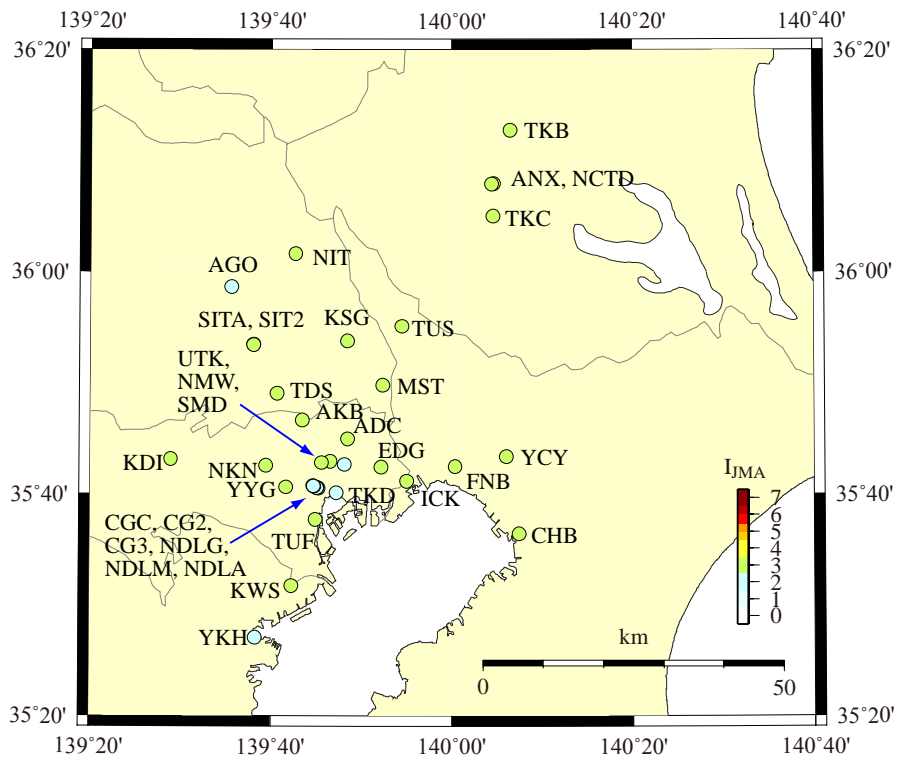 139˚20' 139˚40' 140˚00' 140˚20' 140˚40'
36˚20' 36˚20'
TKB
ANX, NCTD
TKC
NIT
AGO
36˚00' 36˚00'
SITA, SIT2 KSG TUS
UTK,
NMW,
SMD
TDS MST
AKB
ADC
EDG
KDI NKN YCY
FNB
YYG TKD ICK
35˚40' 35˚40'
CGC, CG2,
CG3, NDLG,
NDLM, NDLA
TUF CHB
KWS
YKH
I JMA
7
6
5
4
3
2
1
0
km
0 50
35˚20' 35˚20'
139˚20' 139˚40' 140˚00' 140˚20' 140˚40'